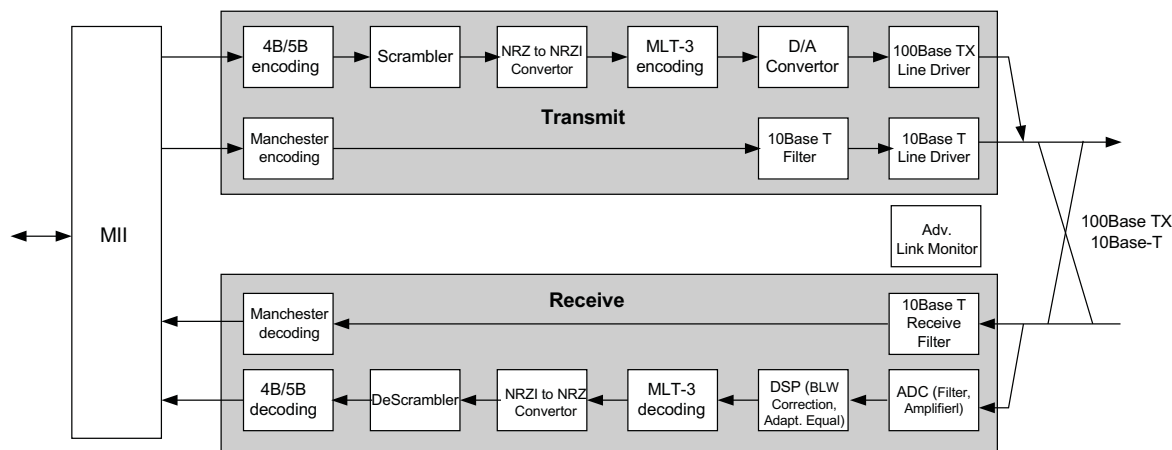 4B/5B
encoding
Scrambler
NRZ to NRZI
Convertor
MLT-3
encoding
D/A
Convertor
100Base TX
Line Driver
Transmit
Manchester
encoding
10Base T
Filter
10Base T
Line Driver
MII
Adv.
Link Monitor
100Base TX
10Base-T
Receive
Manchester
decoding
10Base T
Receive
Filter
4B/5B
decoding
DeScrambler
NRZI to NRZ
Convertor
MLT-3
decoding
DSP (BLW
Correction,
Adapt. Equal)
ADC (Filter,
Amplifierl)